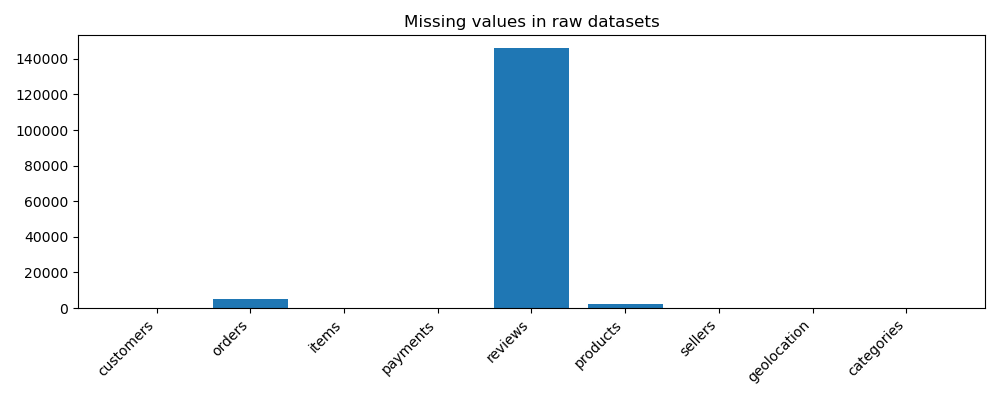 Missing values in raw datasets
140000
120000
100000
80000
60000
40000
20000
0
customers
orders
items
payments
reviews
products
sellers
geolocation
categories